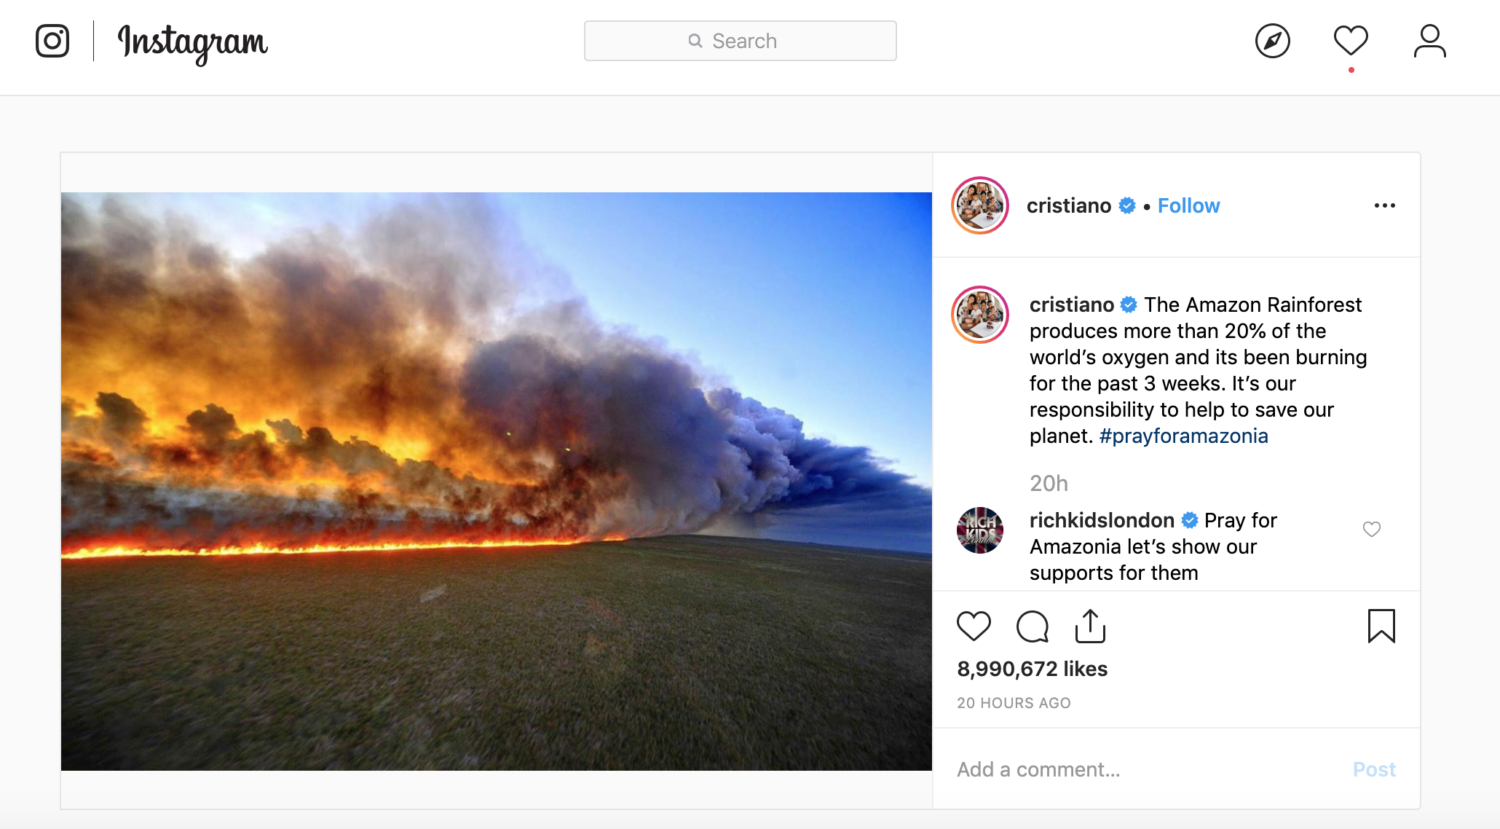 Instagram
Search
cristiano • Follow
cristiano The Amazon Rainforest
produces more than 20% of the
world’s oxygen and its been burning
for the past 3 weeks. It’s our
responsibility to help to save our
planet. #prayforamazonia
20h
RICH
KIDS
richkidslondon Pray for
Amazonia let’s show our
supports for them
8,990,672 likes
20 HOURS AGO
Add a comment...
Post